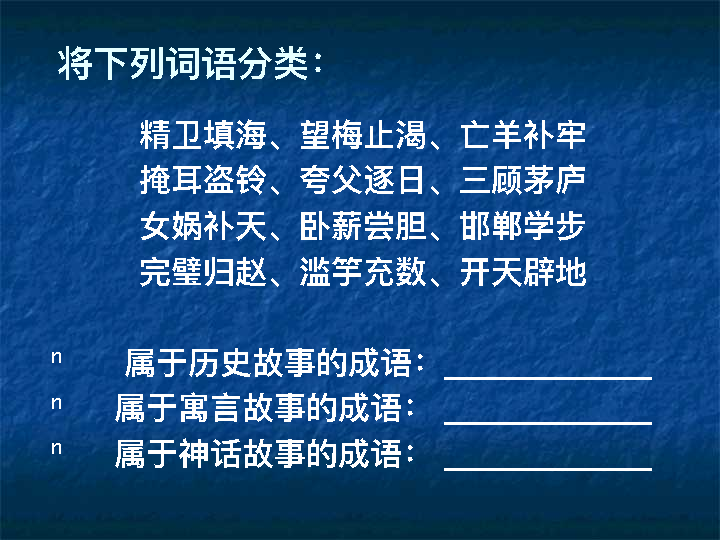 将下列词语分类：
精卫填海、望梅止渴、亡羊补牢
掩耳盗铃、夸父逐日、三顾茅庐
女娲补天、卧薪尝胆、邯郸学步
完璧归赵、滥竽充数、开天辟地
n 属于历史故事的成语：_____________
n 属于寓言故事的成语： _____________
n 属于神话故事的成语： _____________